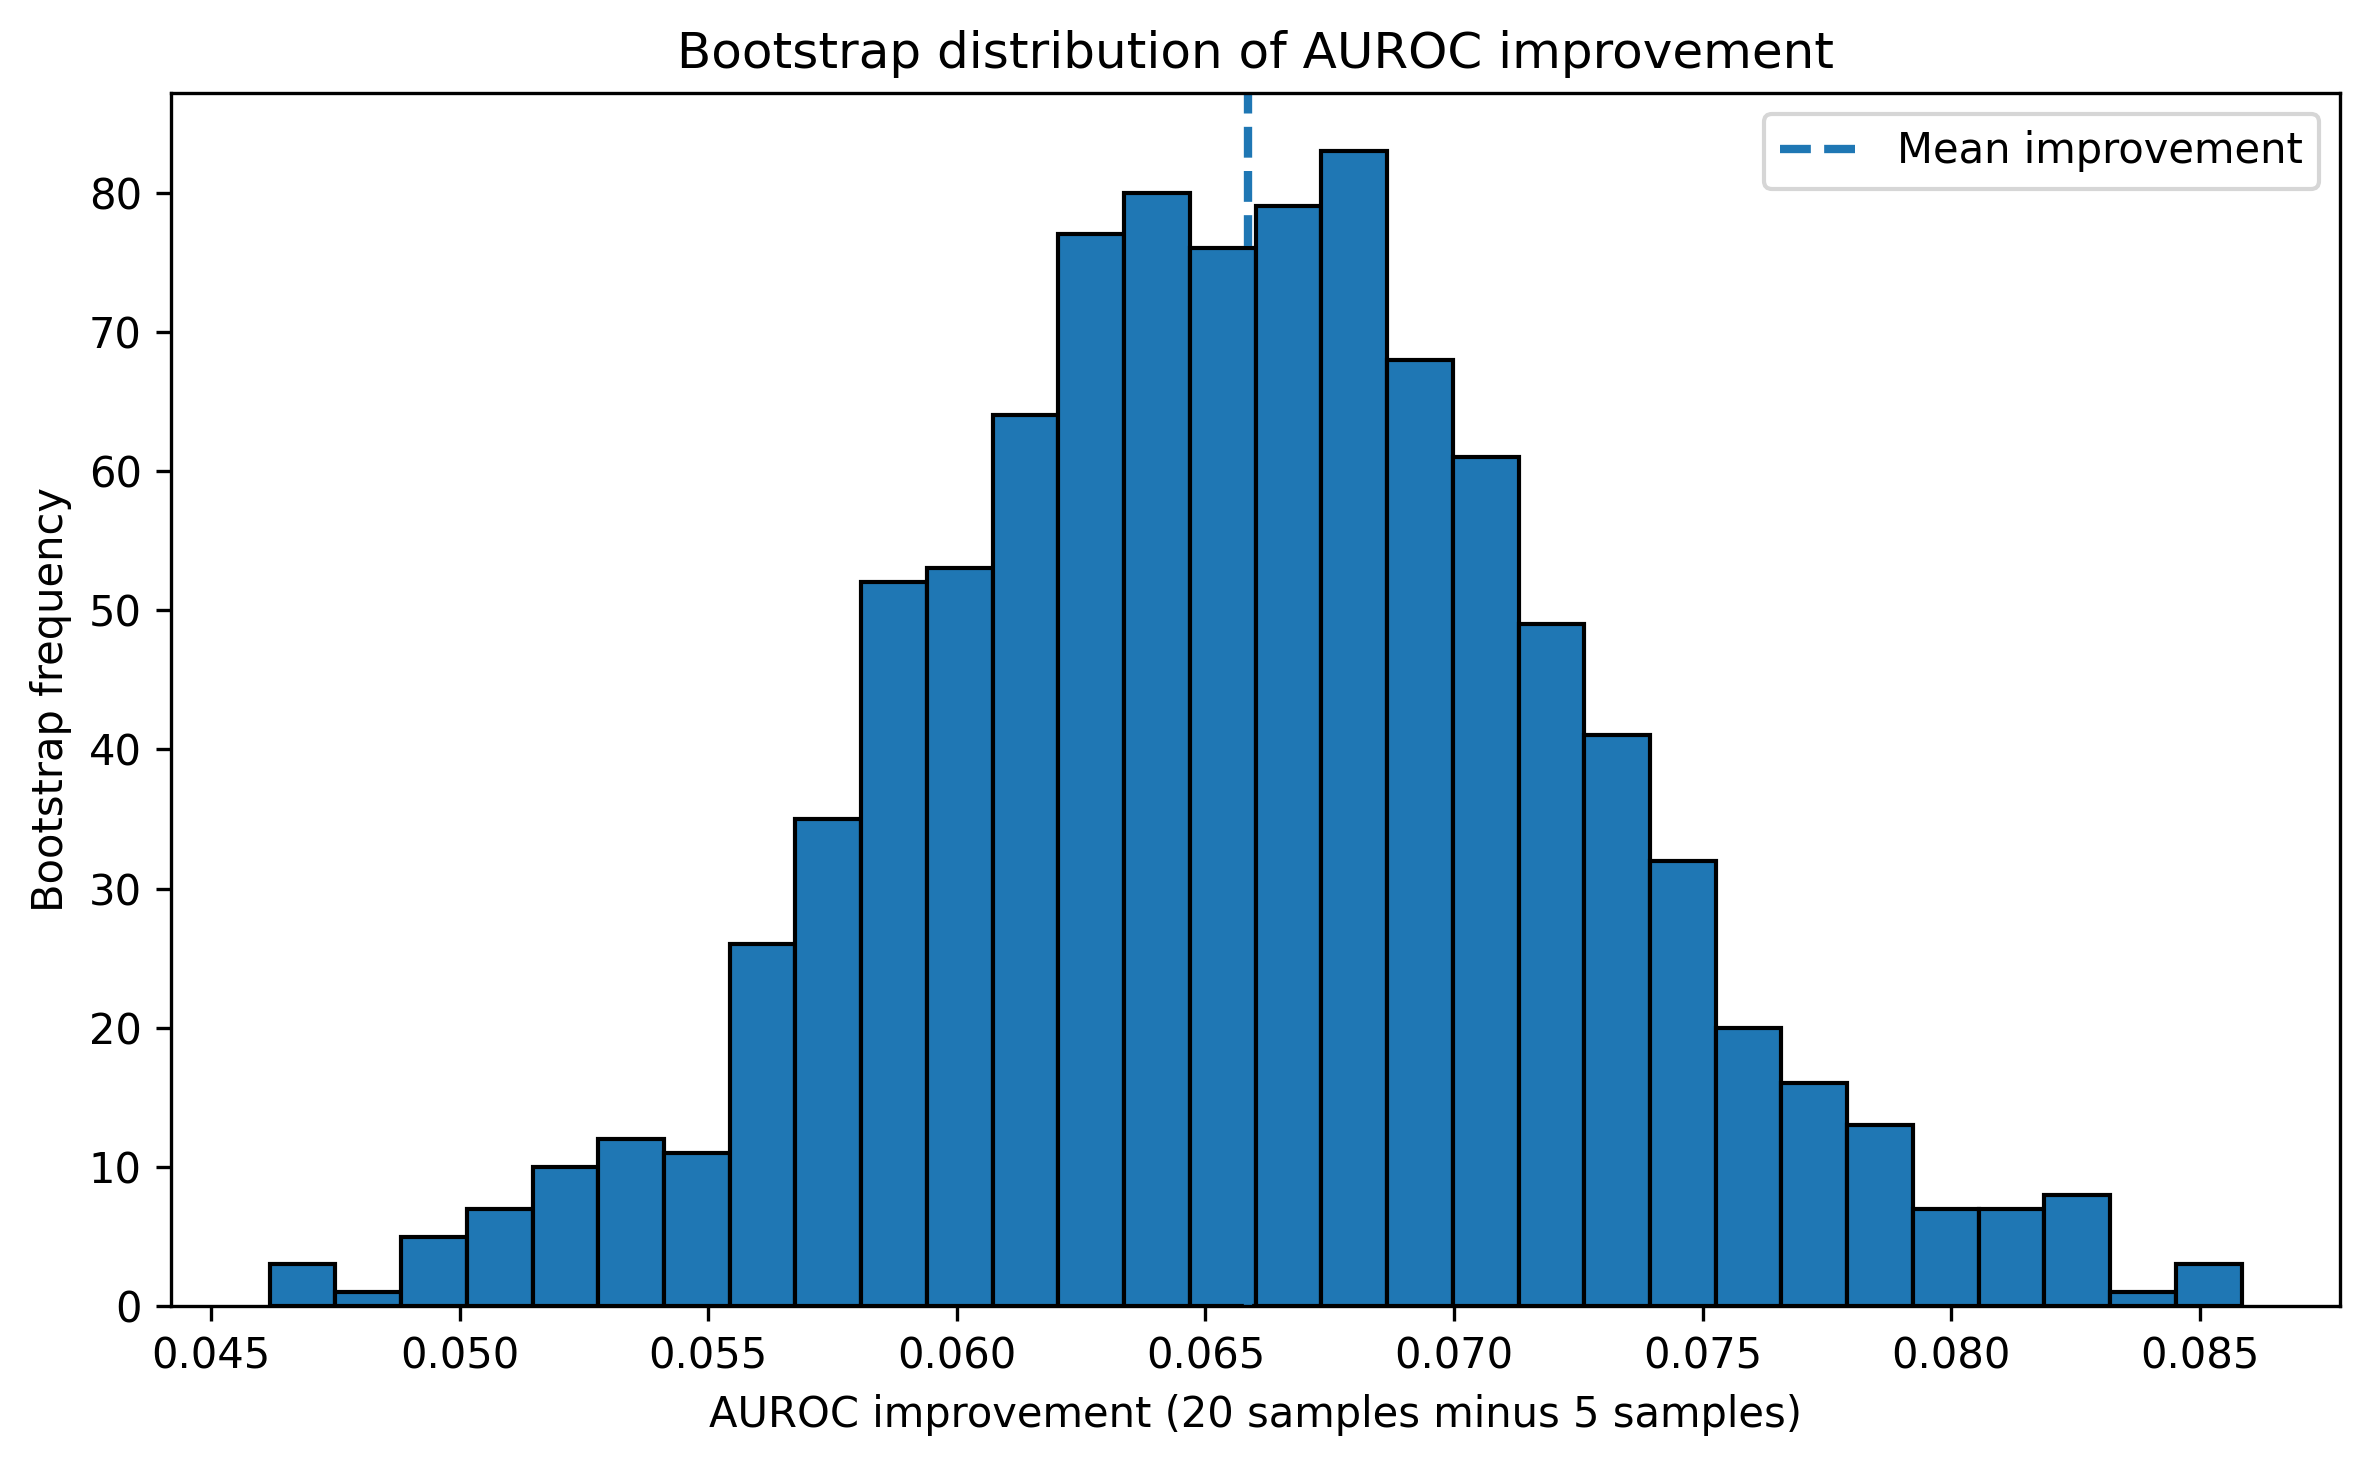 Bootstrap distribution of AUROC improvement
Mean improvement
Bootstrap frequency
80
70
60
50
40
30
20
10
0
0.045 0.050 0.055 0.060 0.065 0.070 0.075 0.080 0.085
AUROC improvement (20 samples minus 5 samples)